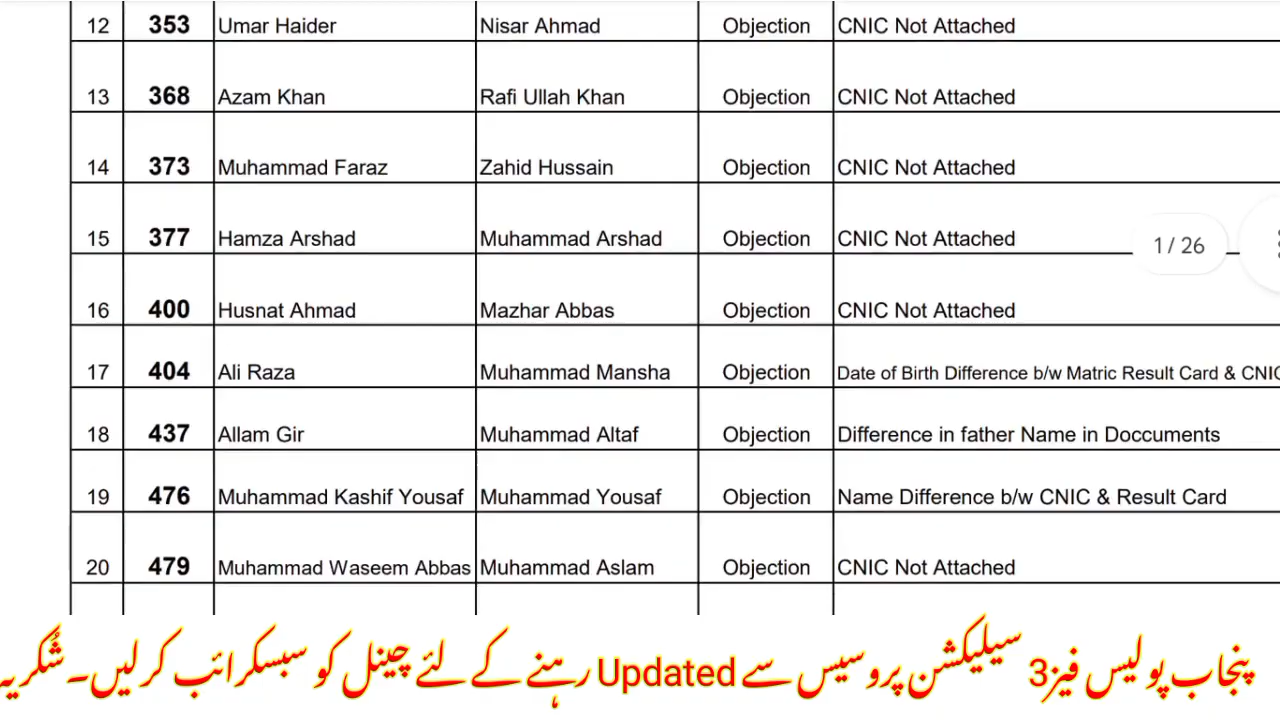 12 353 Umar Haider Nisar Ahmad Objection CNIC Not Attached
13 368 Azam Khan Rafi Ullah Khan Objection CNIC Not Attached
14 373 Muhammad Faraz Zahid Hussain Objection CNIC Not Attached
15 377 Hamza Arshad Muhammad Arshad Objection CNIC Not Attached
1 / 26
16 400 Husnat Ahmad Mazhar Abbas Objection CNIC Not Attached
17 404 Ali Raza Muhammad Mansha Objection Date of Birth Difference b/w Matric Result Card & CNIC
18 437 Allam Gir Muhammad Altaf Objection Difference in father Name in Doccuments
19 476 Muhammad Kashif Yousaf Muhammad Yousaf Objection Name Difference b/w CNIC & Result Card
20 479 Muhammad Waseem Abbas Muhammad Aslam Objection CNIC Not Attached
پنجاب پولیس فیز3 سیلیکشن پروسیس سے Updated رہنے کے لئے چینل کو سبسکرائب کرلیں۔شُکریہ